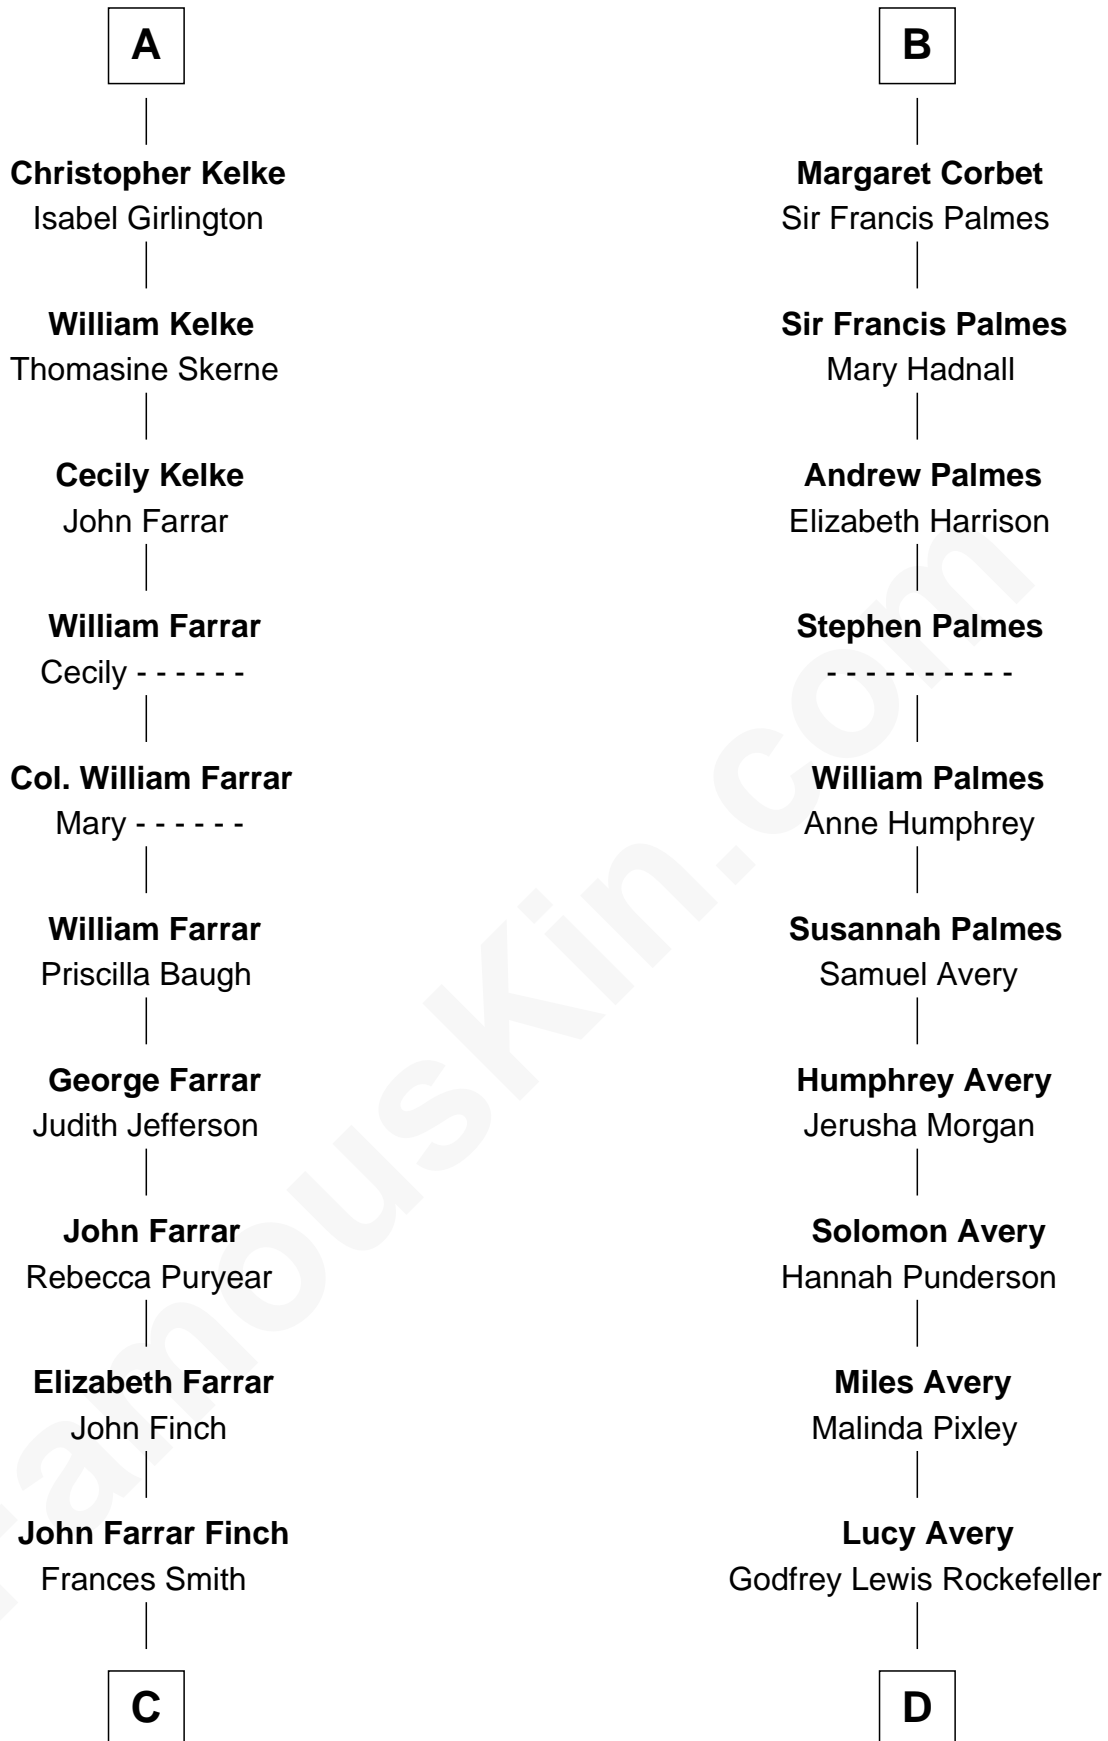 A
Christopher Kelke
Isabel Girlington
William Kelke
Thomasine Skerne
Cecily Kelke
John Farrar
William Farrar
Cecily - - - - - -
Col. William Farrar
Mary - - - - - -
William Farrar
Priscilla Baugh
George Farrar
Judith Jefferson
John Farrar
Rebecca Puryear
Elizabeth Farrar
John Finch
John Farrar Finch
Frances Smith
C
B
Margaret Corbet
Sir Francis Palmes
Sir Francis Palmes
Mary Hadnall
Andrew Palmes
Elizabeth Harrison
Stephen Palmes
- - - - - - - - - -
William Palmes
Anne Humphrey
Susannah Palmes
Samuel Avery
Humphrey Avery
Jerusha Morgan
Solomon Avery
Hannah Punderson
Miles Avery
Malinda Pixley
Lucy Avery
Godfrey Lewis Rockefeller
D
FamousKin.com